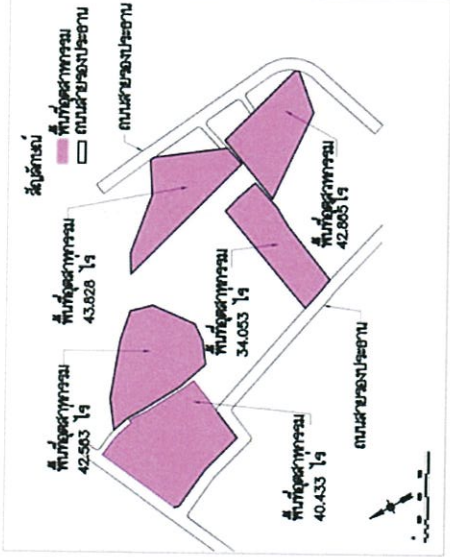 สัญลักษณ์
พื้นที่อุตสาหกรรม
ถนนสายรองประธาน
ถนนสายรองประธาน
พื้นที่อุตสาหกรรม
43.828 ไร่
พื้นที่อุตสาหกรรม
42.563 ไร่
พื้นที่อุตสาหกรรม
34.053 ไร่
พื้นที่อุตสาหกรรม
42.865 ไร่
พื้นที่อุตสาหกรรม
40.433 ไร่
ถนนสายรองประธาน